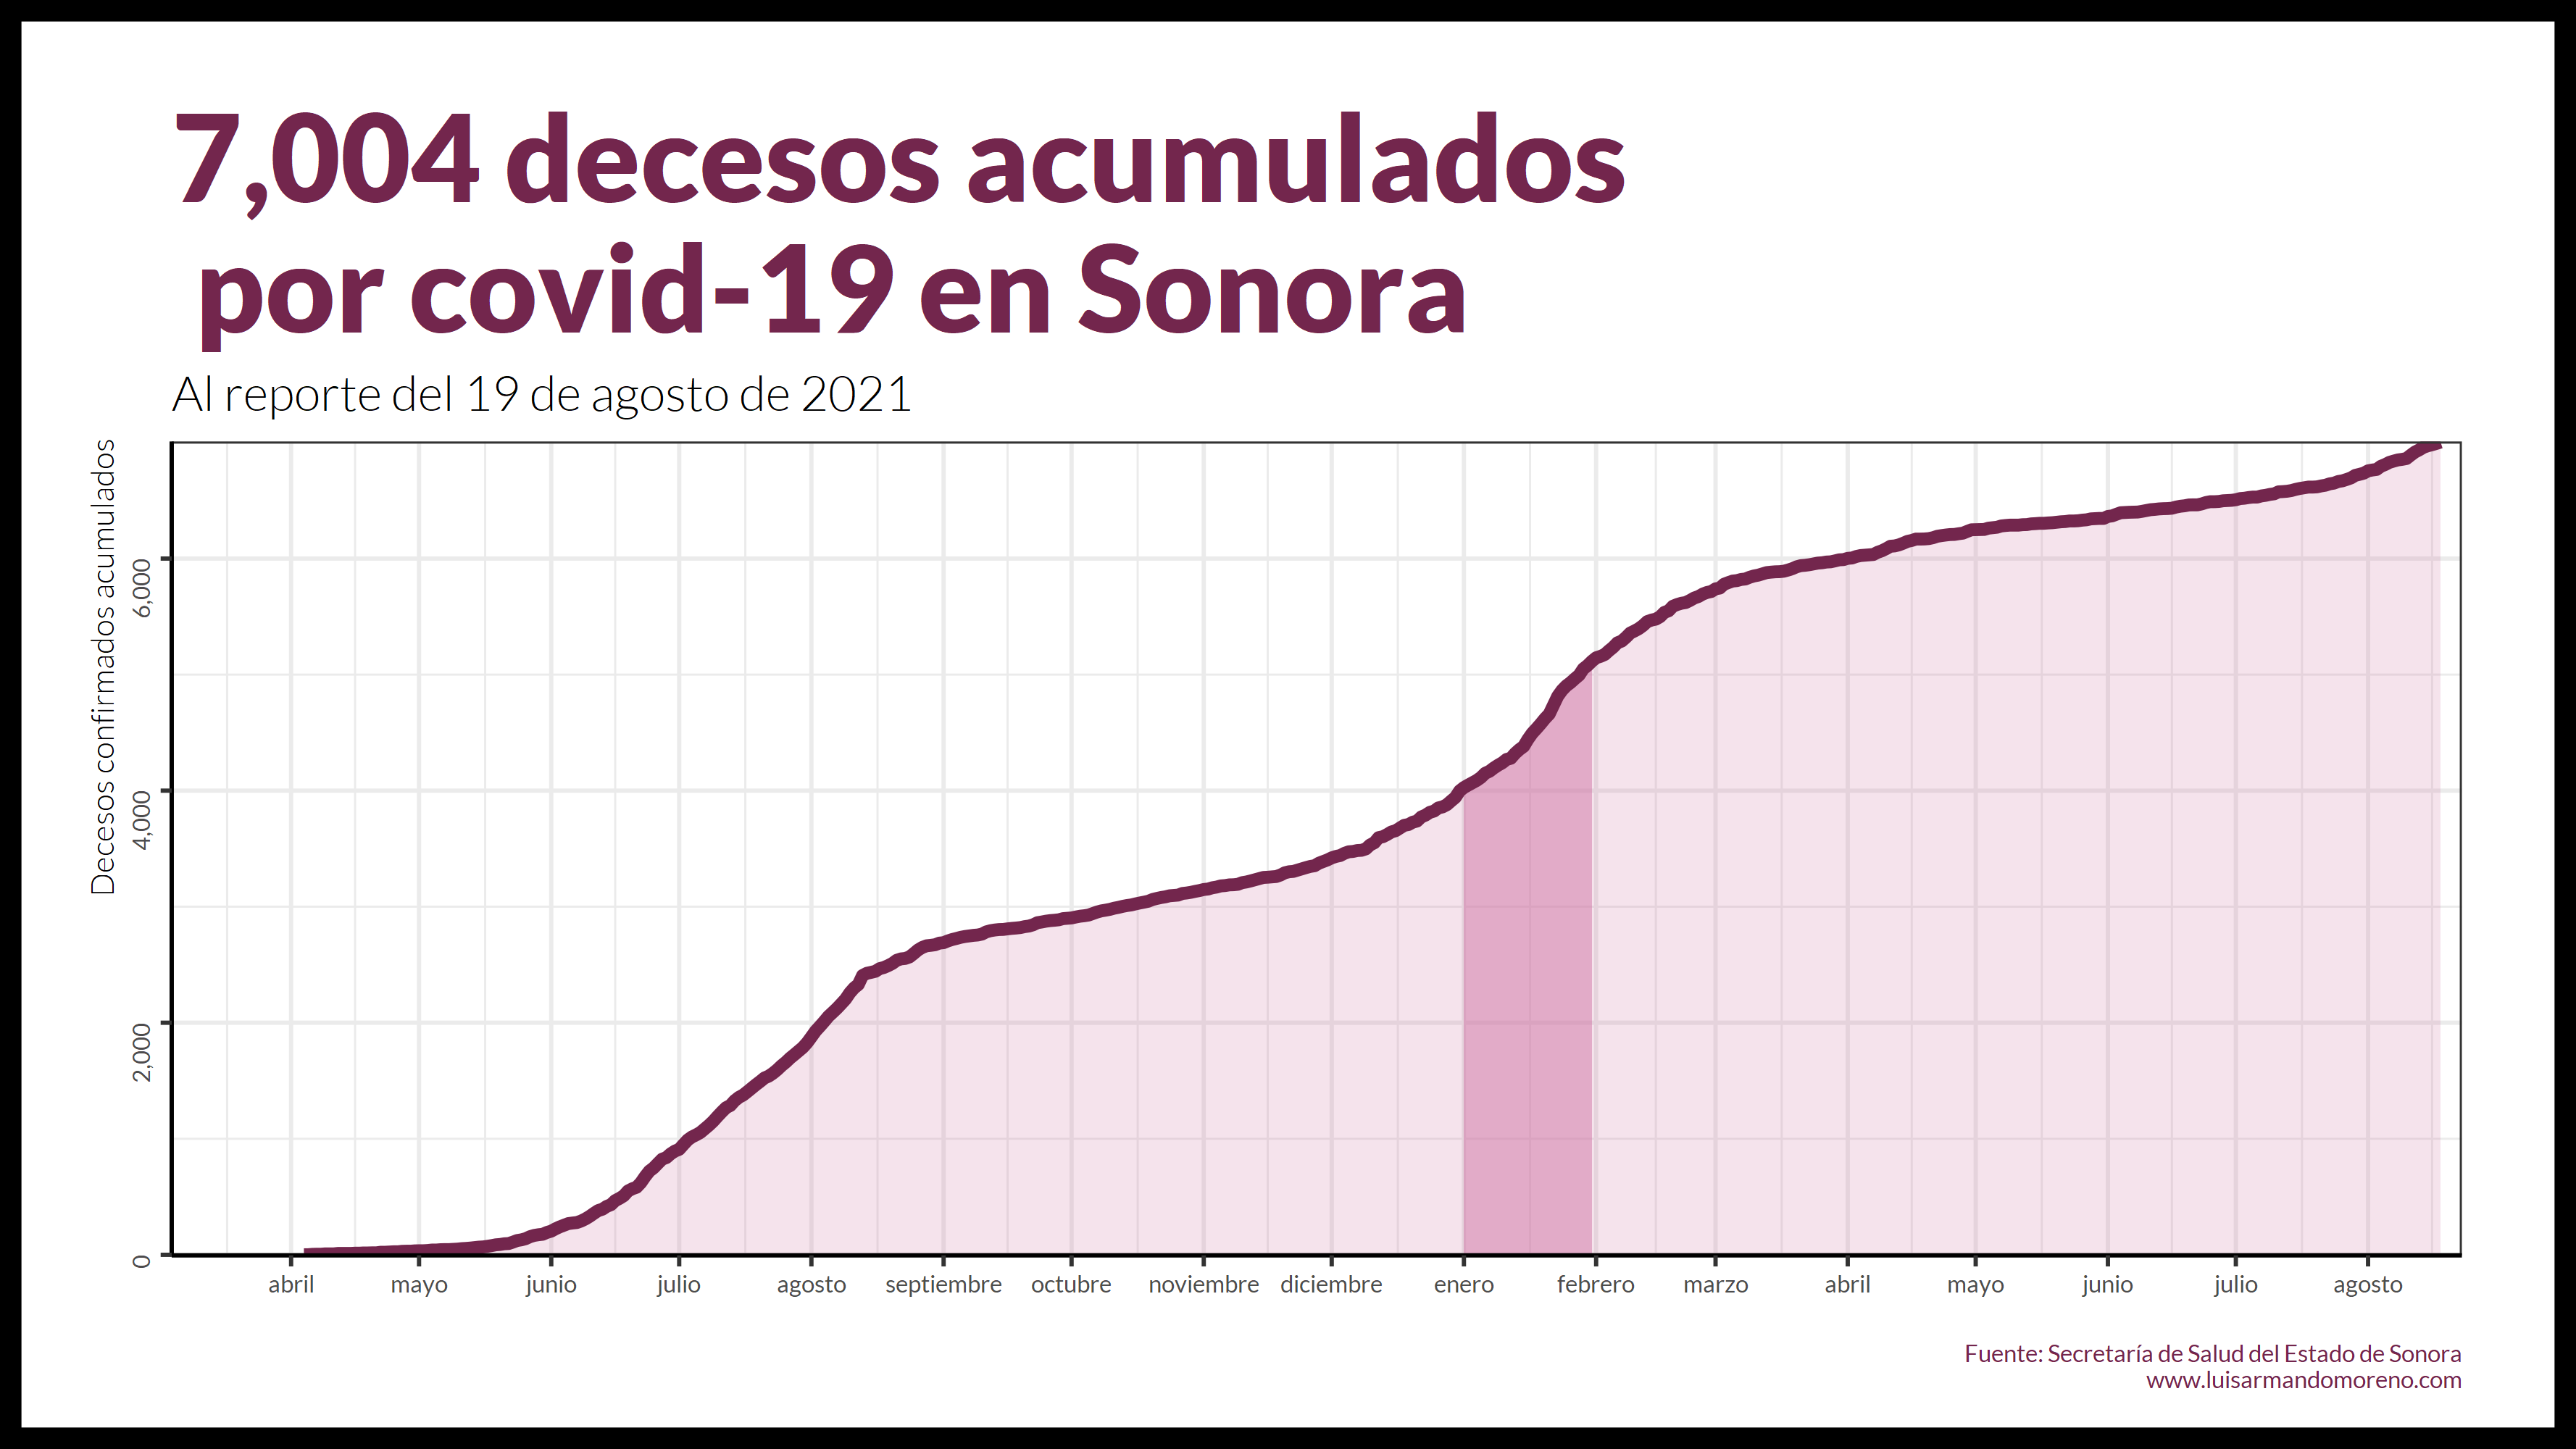 7,004 decesos acumulados
por covid-19 en Sonora
Al reporte del 19 de agosto de 2021
Decesos confirmados acumulados
6,000
4,000
2,000
0
abril mayo junio julio agosto septiembre octubre noviembre diciembre enero febrero marzo abril mayo junio julio agosto
Fuente: Secretaría de Salud del Estado de Sonora
www.luisarmandomoreno.com